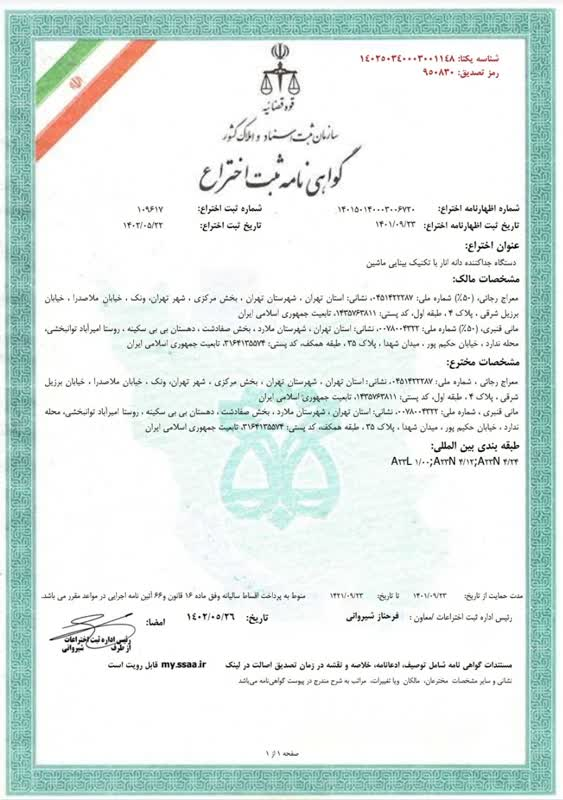 شناسه یکتا: ۱۴۰۲۵۰۳۴۰۰۰۳۰۰۱۱۴۸
رمز تصدیق: ۹۵۰۸۳۰
قوه قضائیه
سازمان ثبت اسناد و املاک کشور
گواهی نامه ثبت اختراع
شماره اظهارنامه اختراع: ۱۴۰۱۵۰۱۴۰۰۰۳۰۰۶۷۲۰ شماره ثبت اختراع: ۱۰۹۶۱۷
تاریخ ثبت اظهارنامه اختراع: ۱۴۰۱/۰۹/۲۳ تاریخ ثبت اختراع: ۱۴۰۲/۰۵/۲۲
عنوان اختراع:
دستگاه جداکننده دانه انار با تکنیک بینایی ماشین
مشخصات مالک:
معراج رجائی، (۵۰٪) شماره ملی: ۰۴۵۱۴۲۲۲۸۷، نشانی: استان تهران ، شهرستان تهران ، بخش مرکزی ، شهر تهران، ونک ، خیابان ملاصدرا ، خیابان
برزیل شرقی ، پلاک ۴ ، طبقه اول، کد پستی: ۱۴۳۵۷۶۳۸۱۱، تابعیت جمهوری اسلامی ایران
مانی قنبری، (۵۰٪) شماره ملی: ۰۰۷۸۰۰۴۳۲۲، نشانی: استان تهران ، شهرستان ملارد ، بخش صفادشت ، دهستان بی بی سکینه ، روستا امیرآباد توانبخشی،
محله ندارد ، خیابان حکیم پور ، میدان شهدا ، پلاک ۳۵ ، طبقه همکف، کد پستی: ۳۱۶۴۱۳۵۵۷۴، تابعیت جمهوری اسلامی ایران
مشخصات مخترع:
معراج رجائی ، شماره ملی: ۰۴۵۱۴۲۲۲۸۷، نشانی: استان تهران ، شهرستان تهران ، بخش مرکزی ، شهر تهران، ونک ، خیابان ملاصدرا ، خیابان برزیل
شرقی ، پلاک ۴ ، طبقه اول، کد پستی: ۱۴۳۵۷۶۳۸۱۱، تابعیت جمهوری اسلامی ایران
مانی قنبری ، شماره ملی: ۰۰۷۸۰۰۴۳۲۲، نشانی: استان تهران ، شهرستان ملارد ، بخش صفادشت ، دهستان بی بی سکینه ، روستا امیرآباد توانبخشی، محله
ندارد ، خیابان حکیم پور ، میدان شهدا ، پلاک ۳۵ ، طبقه همکف، کد پستی: ۳۱۶۴۱۳۵۵۷۴، تابعیت جمهوری اسلامی ایران
طبقه بندی بین المللی:
A۲۳L ۱/۰۰;A۲۳N ۴/۱۲;A۲۳N ۴/۲۴
مدت حمایت از تاریخ: ۱۴۰۱/۰۹/۲۳ تا تاریخ: ۱۴۲۱/۰۹/۲۳ منوط به پرداخت اقساط سالیانه وفق ماده ۱۶ قانون و۶۶ آئین نامه اجرایی در مواعد مقرر می باشد.
رئیس اداره ثبت اختراعات /معاون : فرحناز شیروانی تاریخ: ۱۴۰۲/۰۵/۲۶ امضا:
رئیس اداره ثبت اختراعات
از طرف شیروانی
مستندات گواهی نامه شامل توصیف، ادعانامه، خلاصه و نقشه در زمان تصدیق اصالت در لینک my.ssaa.ir قابل رویت است
نشانی و سایر مشخصات مخترعان، مالکان ویا تغییرات، مراتب به شرح مندرج در پیوست گواهی‌نامه می‌باشد
صفحه ۱ از ۱